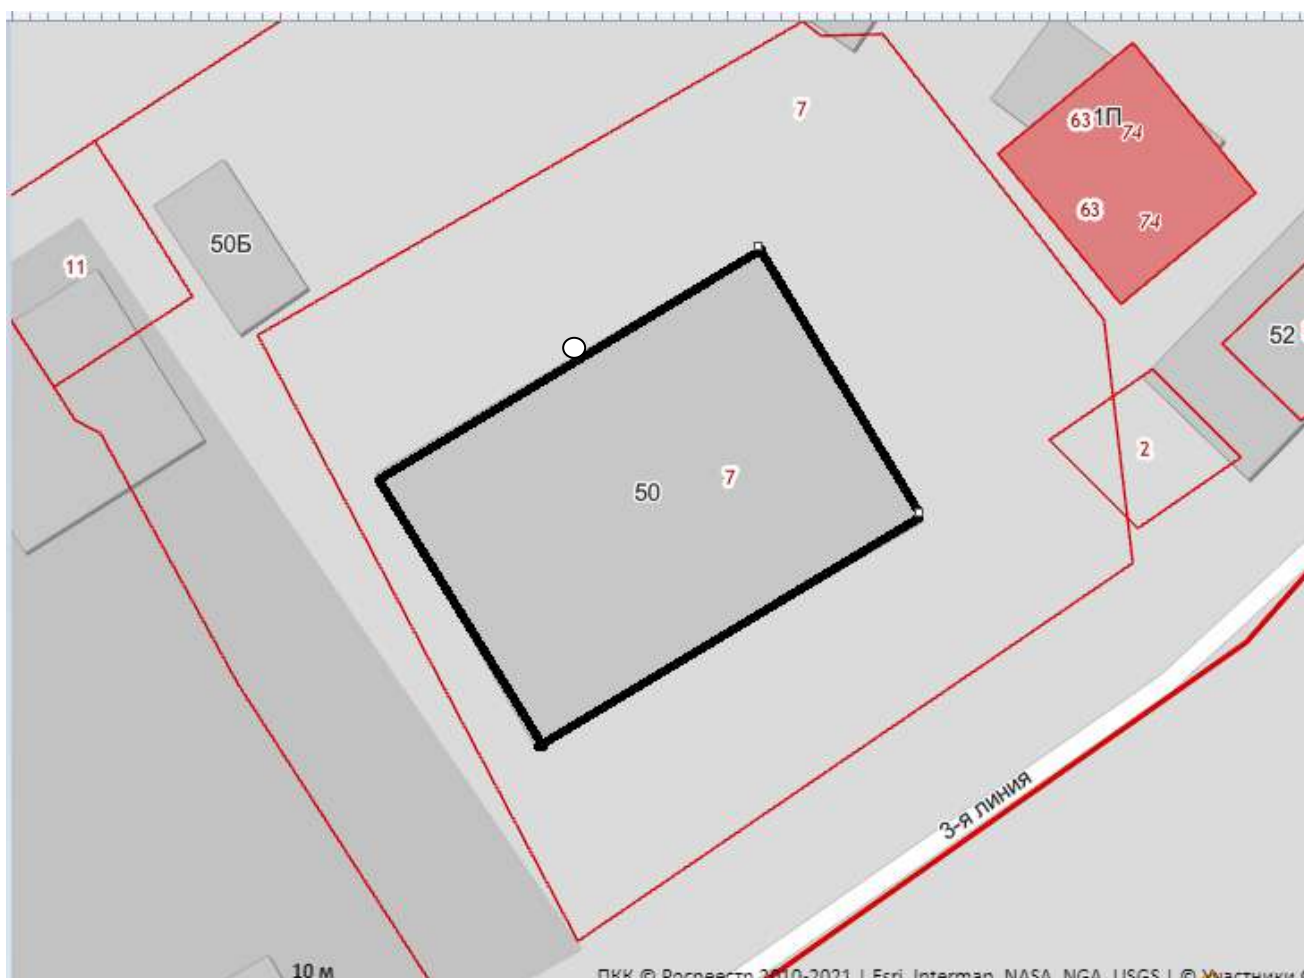 7
63
1П
74
63
74
50Б
11
52
50
7
2
3-я линия
10 м
ПКК © Росреестр 2010-2021 | Esri, Intermap, NASA, NGA, USGS | © Участники